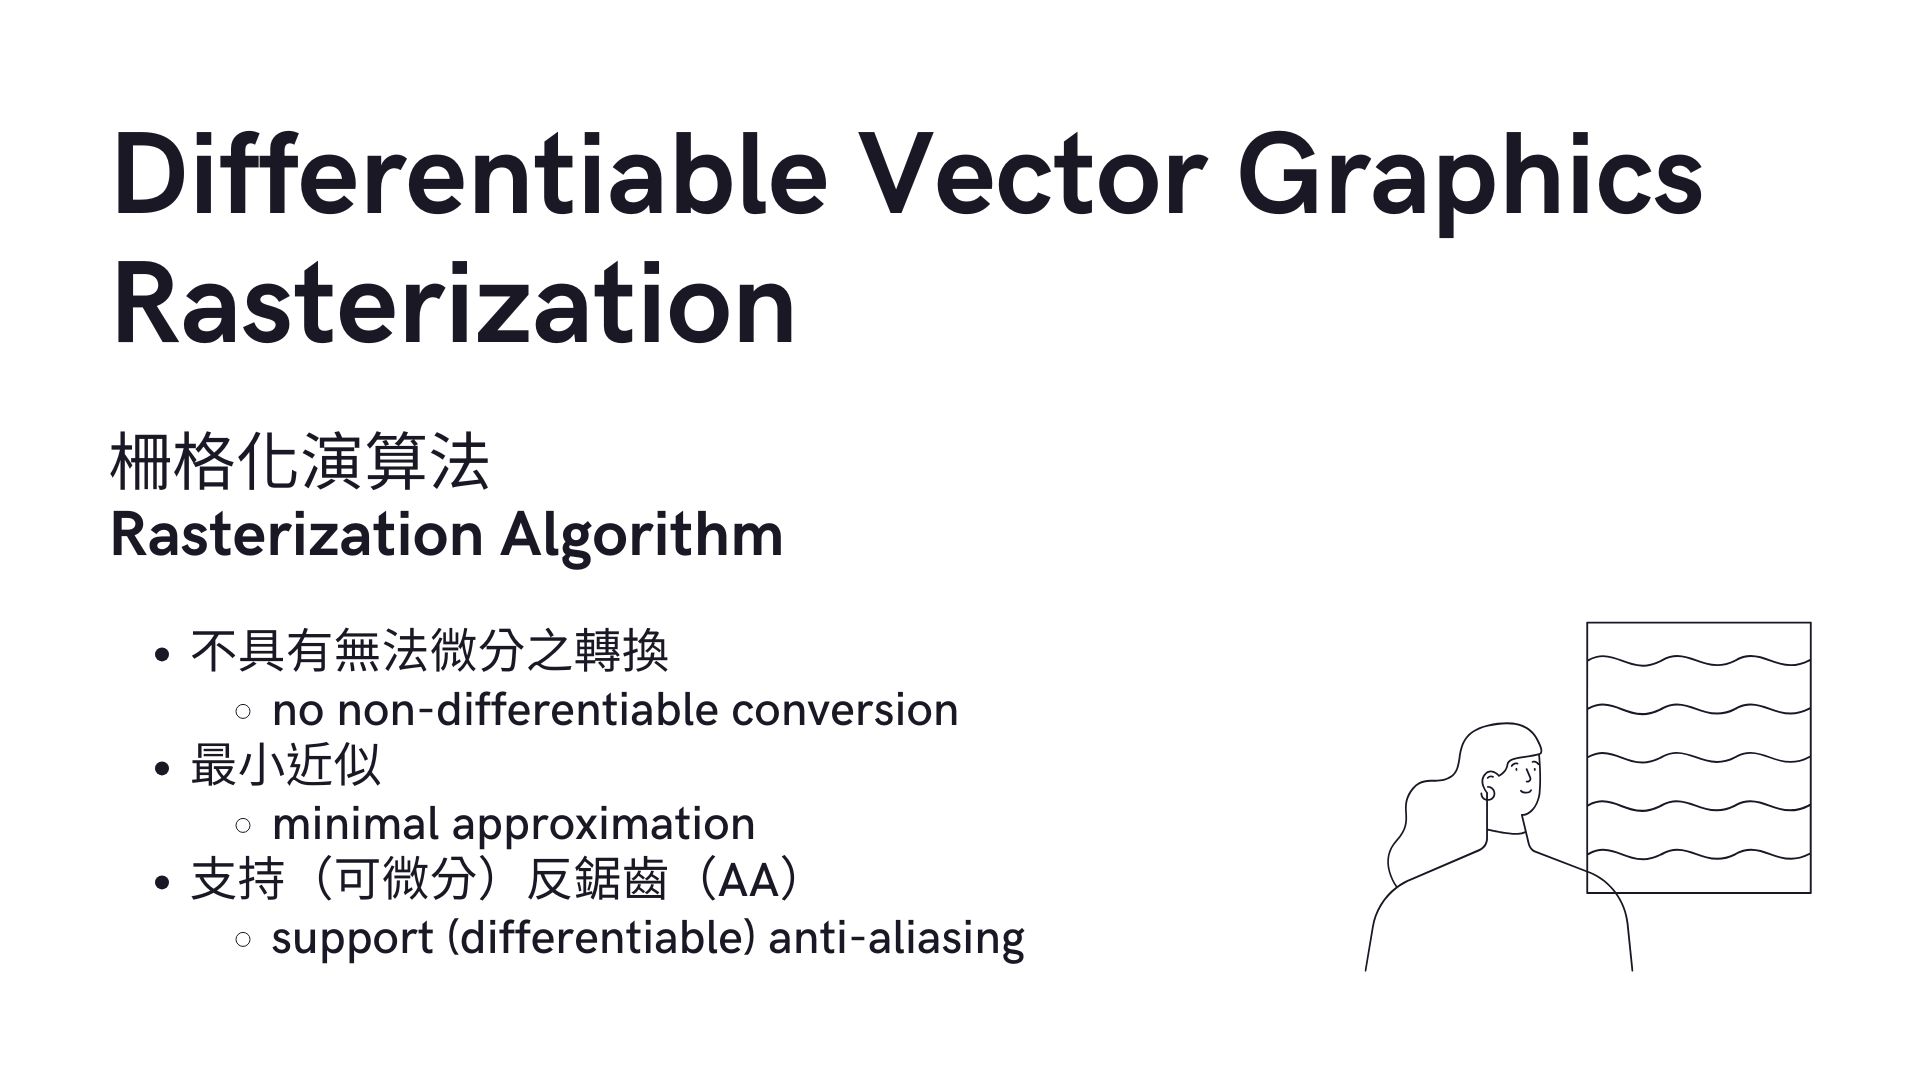 Differentiable Vector Graphics
Rasterization
柵格化演算法
Rasterization Algorithm
• 不具有無法微分之轉換
◦ no non-differentiable conversion
• 最小近似
◦ minimal approximation
• 支持（可微分）反鋸齒（AA）
◦ support (differentiable) anti-aliasing